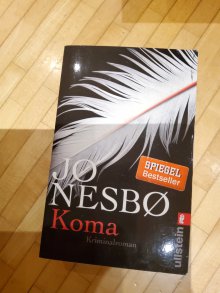 JO
NESBØ
SPIEGEL
Bestseller
Koma
Kriminalroman
Ullstein